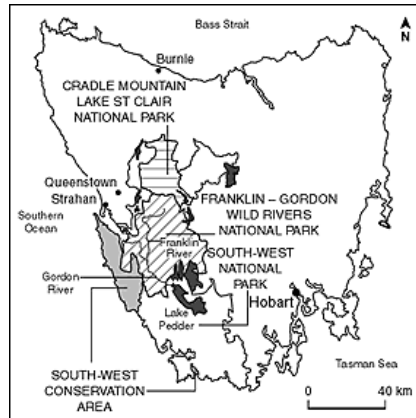 Bass Strait
N
Burnie
CRADLE MOUNTAIN
LAKE ST CLAIR
NATIONAL PARK
Queenstown
Strahan
Southern
Ocean
FRANKLIN – GORDON
WILD RIVERS
NATIONAL PARK
Franklin
River
SOUTH-WEST
NATIONAL
PARK
Gordon
River
Hobart
Lake
Pedder
Tasman Sea
SOUTH-WEST
CONSERVATION
AREA
0 40 km